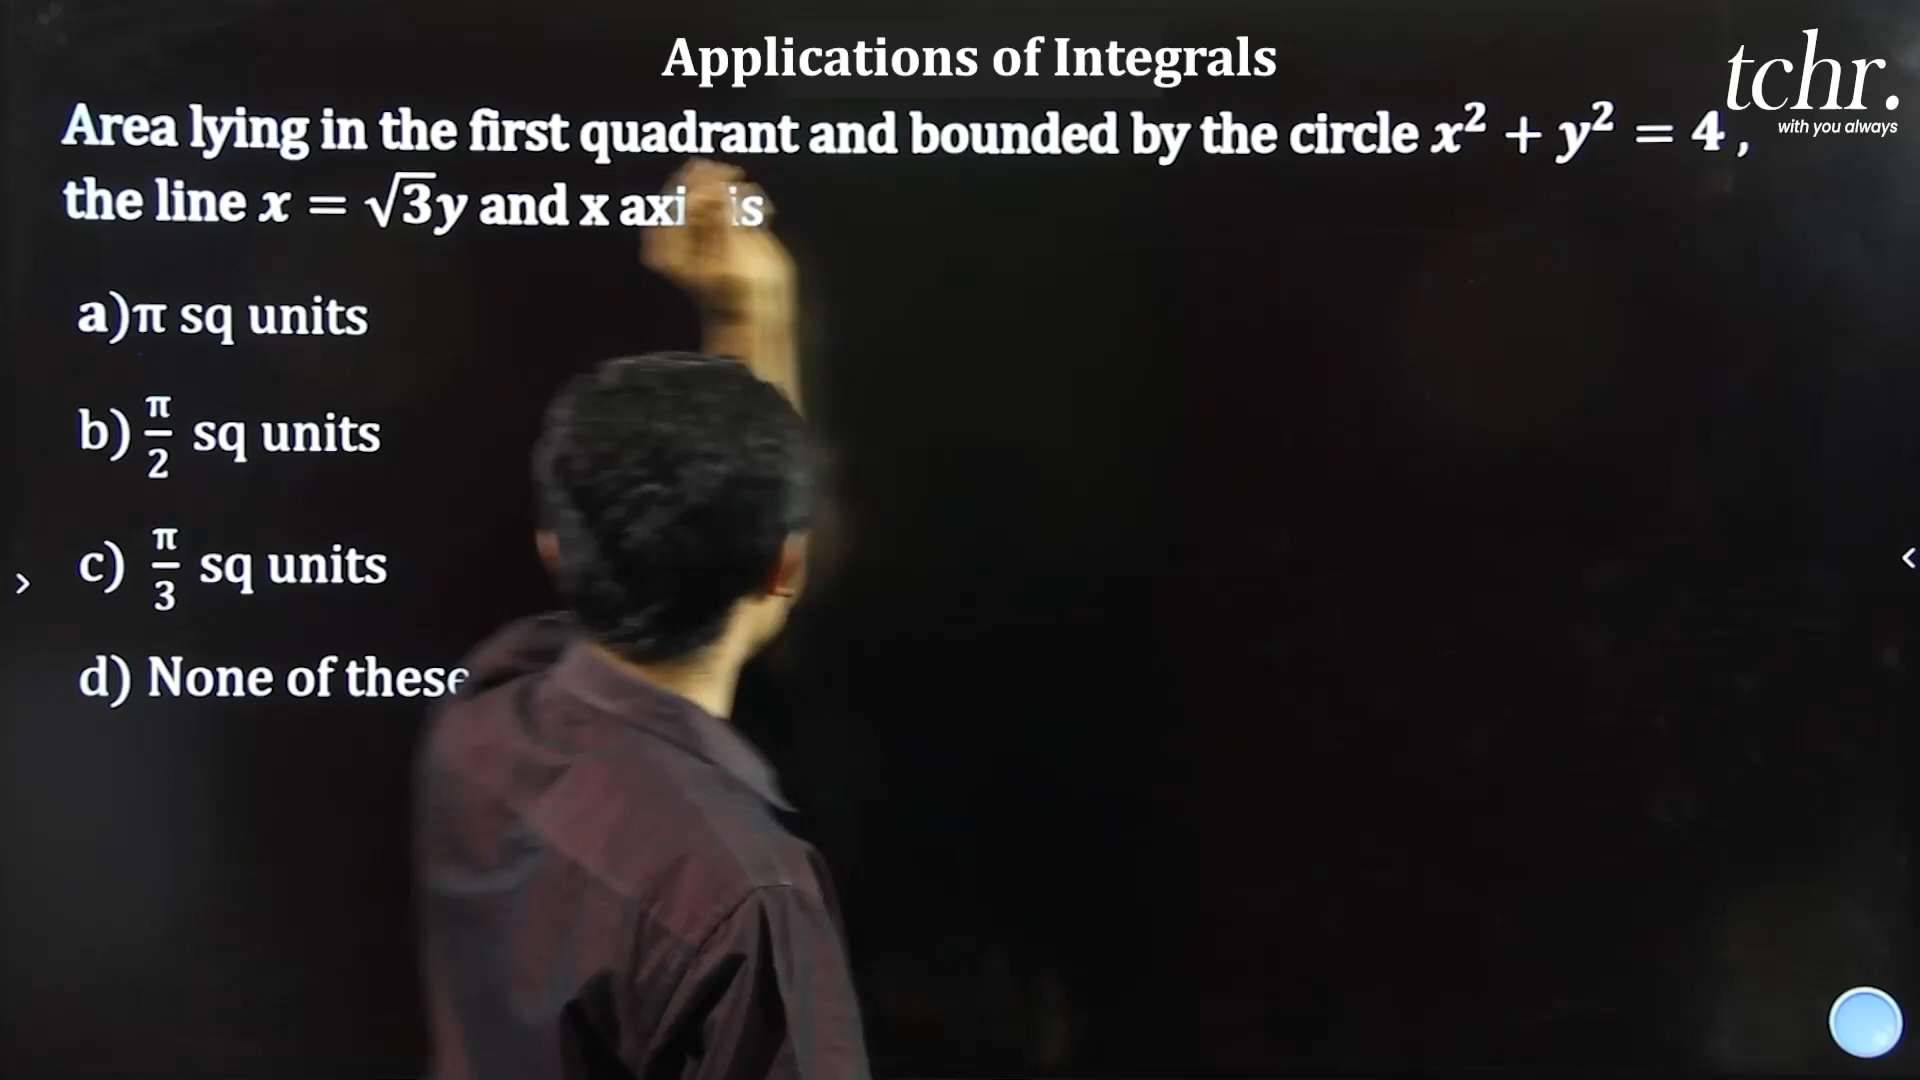 Applications of Integrals
tchr.
with you always
Area lying in the first quadrant and bounded by the circle x² + y² = 4 ,
the line x = √3y and x axi is
a)π sq units
b) π/2 sq units
c) π/3 sq units
d) None of these